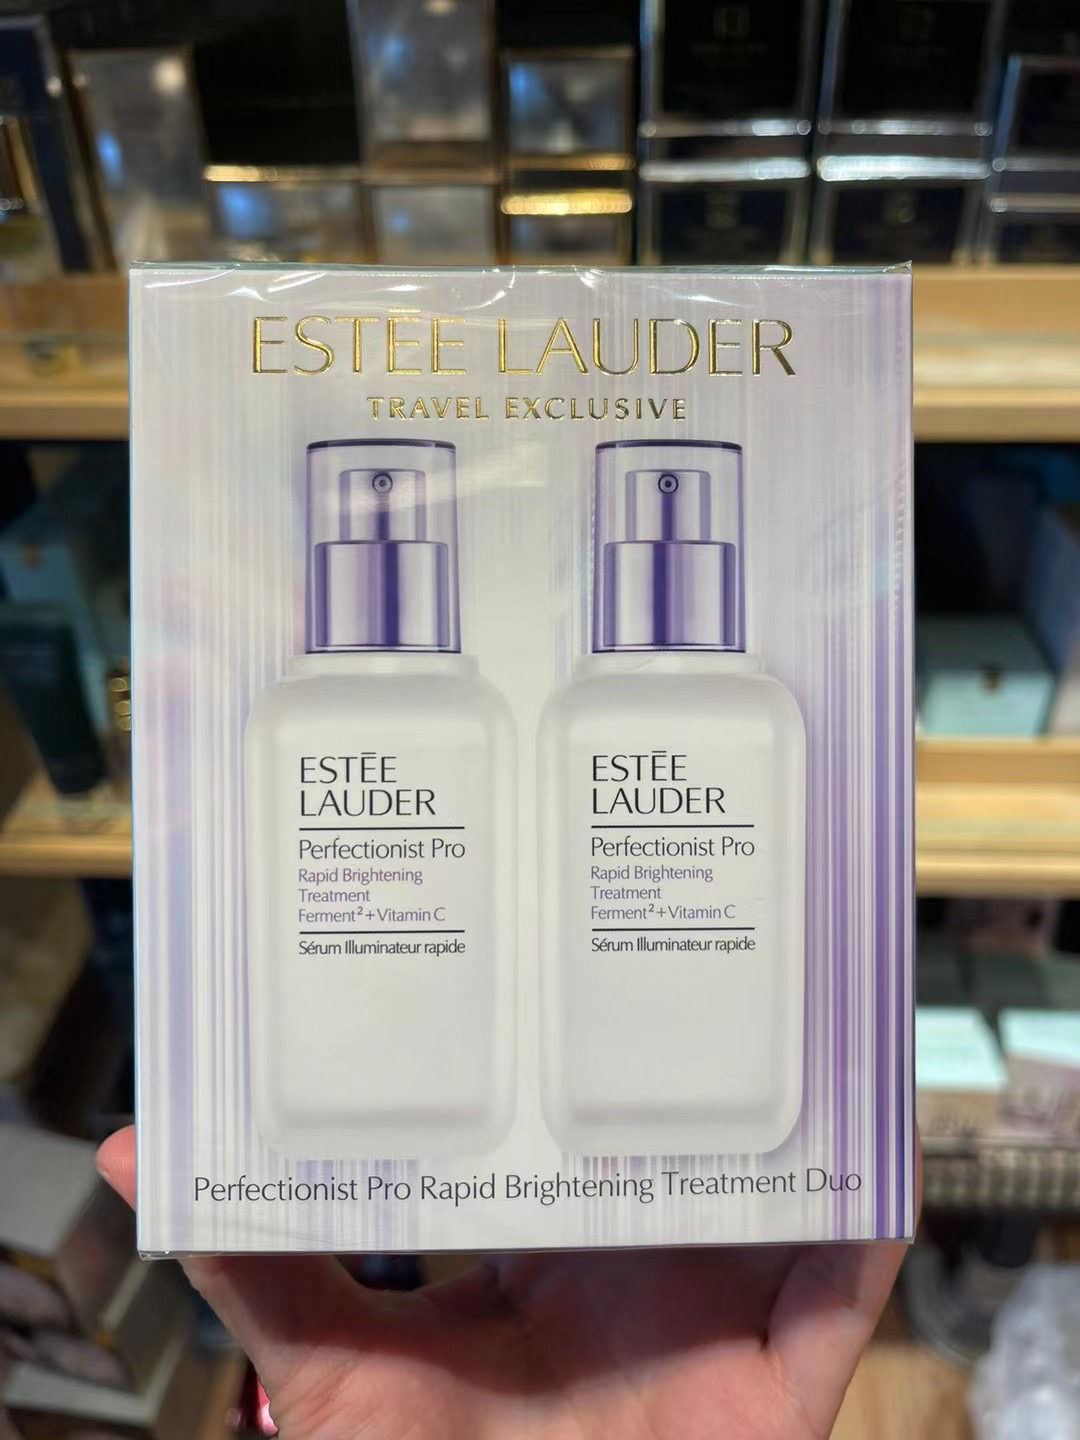 ESTĒE LAUDER
TRAVEL EXCLUSIVE
ESTĒE
LAUDER
Perfectionist Pro
Rapid Brightening
Treatment
Ferment²+Vitamin C
Sérum Illuminateur rapide
ESTĒE
LAUDER
Perfectionist Pro
Rapid Brightening
Treatment
Ferment²+Vitamin C
Sérum Illuminateur rapide
Perfectionist Pro Rapid Brightening Treatment Duo